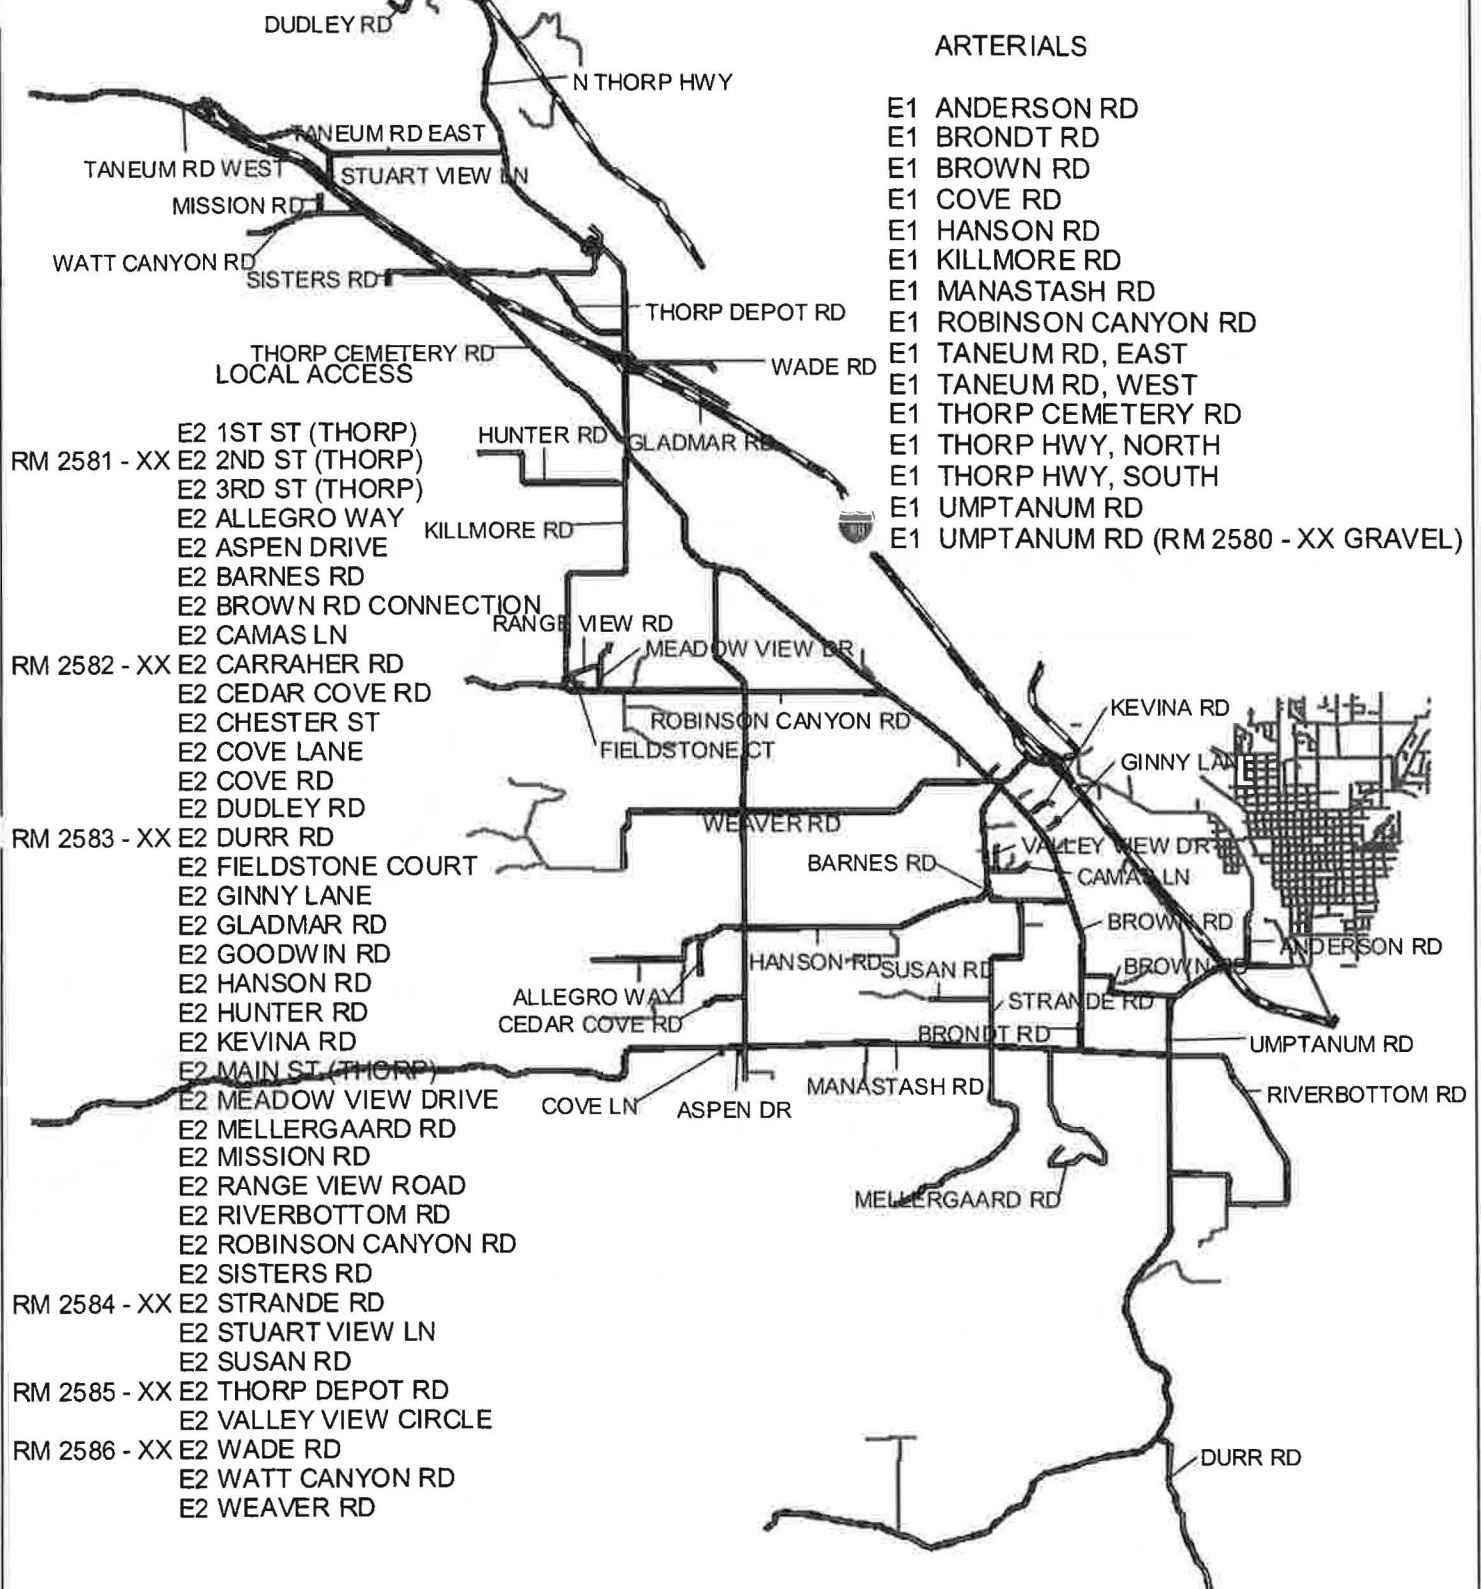 DUDLEY RD
ARTERIALS
N THORP HWY
E1 ANDERSON RD
E1 BRONDT RD
E1 BROWN RD
E1 COVE RD
E1 HANSON RD
E1 KILLMORE RD
E1 MANASTASH RD
E1 ROBINSON CANYON RD
E1 TANEUM RD, EAST
E1 TANEUM RD, WEST
E1 THORP CEMETERY RD
E1 THORP HWY, NORTH
E1 THORP HWY, SOUTH
E1 UMPTANUM RD
E1 UMPTANUM RD (RM 2580 - XX GRAVEL)
TANEUM RD EAST
TANEUM RD WEST
STUART VIEW LN
MISSION RD
WATT CANYON RD
SISTERS RD
THORP DEPOT RD
THORP CEMETERY RD
WADE RD
LOCAL ACCESS
E2 1ST ST (THORP)
RM 2581 - XX E2 2ND ST (THORP)
E2 3RD ST (THORP)
E2 ALLEGRO WAY
E2 ASPEN DRIVE
E2 BARNES RD
E2 BROWN RD CONNECTION
E2 CAMAS LN
RM 2582 - XX E2 CARRAHER RD
E2 CEDAR COVE RD
E2 CHESTER ST
E2 COVE LANE
E2 COVE RD
E2 DUDLEY RD
RM 2583 - XX E2 DURR RD
E2 FIELDSTONE COURT
E2 GINNY LANE
E2 GLADMAR RD
E2 GOODWIN RD
E2 HANSON RD
E2 HUNTER RD
E2 KEVINA RD
E2 MAIN ST (THORP)
E2 MEADOW VIEW DRIVE
E2 MELLERGAARD RD
E2 MISSION RD
E2 RANGE VIEW ROAD
E2 RIVERBOTTOM RD
E2 ROBINSON CANYON RD
E2 SISTERS RD
RM 2584 - XX E2 STRANDE RD
E2 STUART VIEW LN
E2 SUSAN RD
RM 2585 - XX E2 THORP DEPOT RD
E2 VALLEY VIEW CIRCLE
RM 2586 - XX E2 WADE RD
E2 WATT CANYON RD
E2 WEAVER RD
HUNTER RD
GLADMAR RD
KILLMORE RD
RANGE VIEW RD
MEADOW VIEW DR
ROBINSON CANYON RD
FIELDSTONE CT
KEVINA RD
GINNY LAN
WEAVER RD
VALLEY VIEW DR
BARNES RD
CAMAS LN
BROWN RD
ANDERSON RD
HANSON RD
SUSAN RD
BROWN RD
ALLEGRO WAY
STRANDE RD
CEDAR COVE RD
BRONDT RD
UMPTANUM RD
MANASTASH RD
RIVERBOTTOM RD
COVE LN
ASPEN DR
MELLERGAARD RD
DURR RD